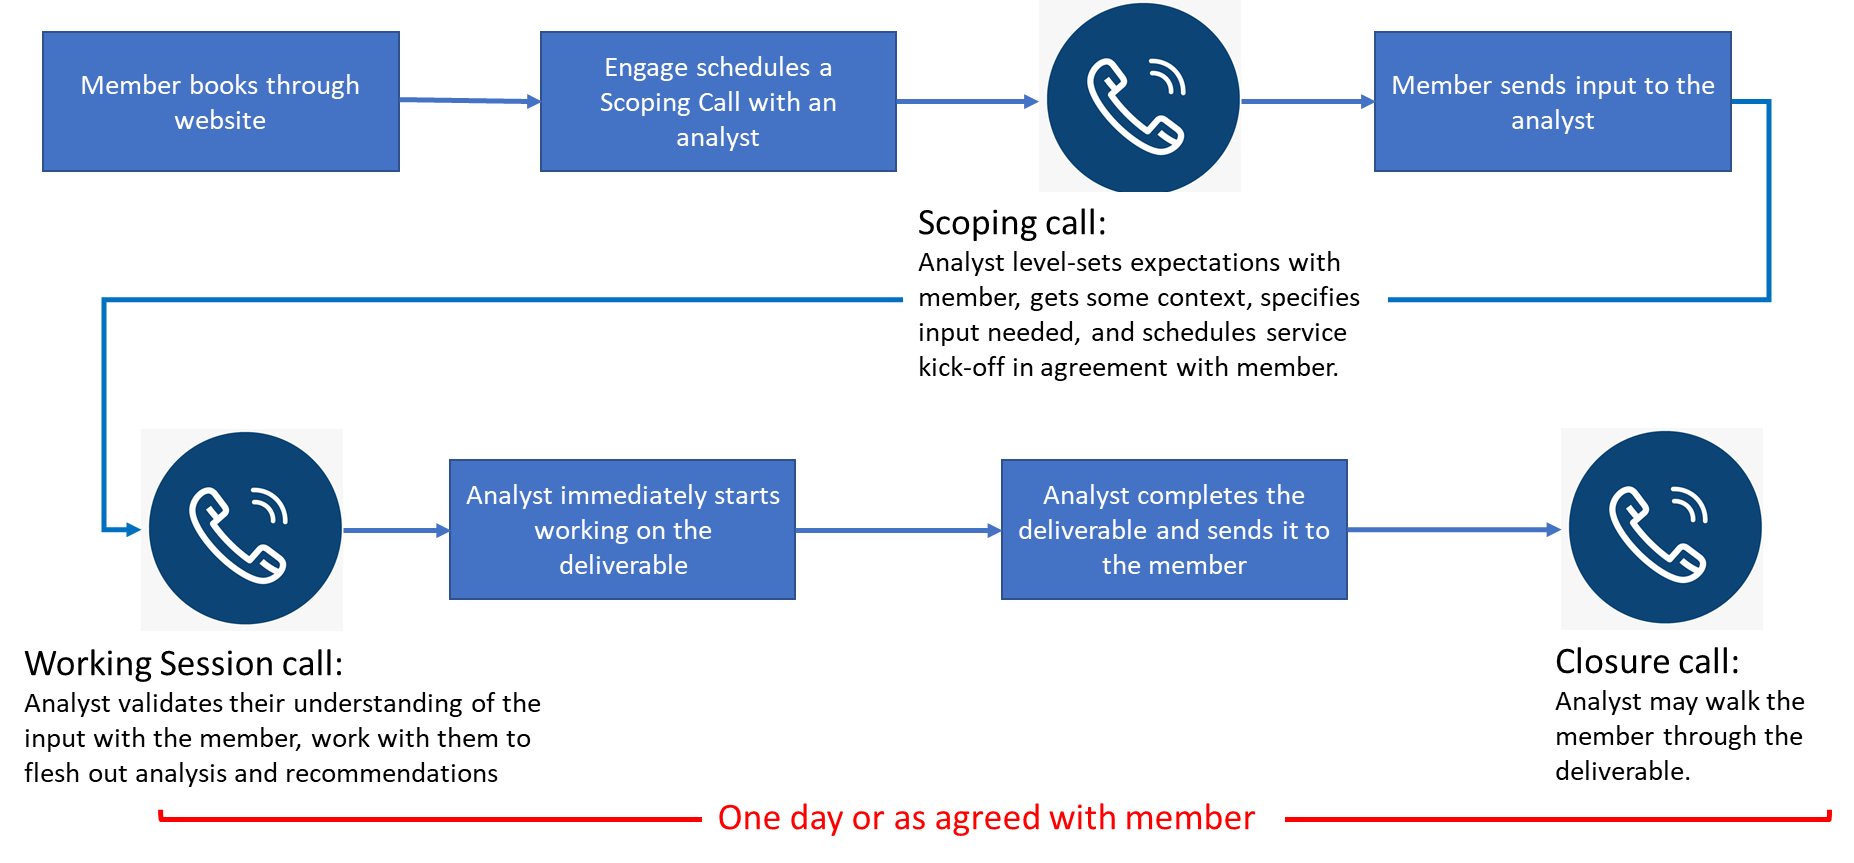 Member books through
website
Engage schedules a
Scoping Call with an
analyst
Member sends input to the
analyst
Scoping call:
Analyst level-sets expectations with
member, gets some context, specifies
input needed, and schedules service
kick-off in agreement with member.
Analyst immediately starts
working on the
deliverable
Analyst completes the
deliverable and sends it to
the member
Working Session call:
Analyst validates their understanding of the
input with the member, work with them to
flesh out analysis and recommendations
Closure call:
Analyst may walk the
member through the
deliverable.
One day or as agreed with member